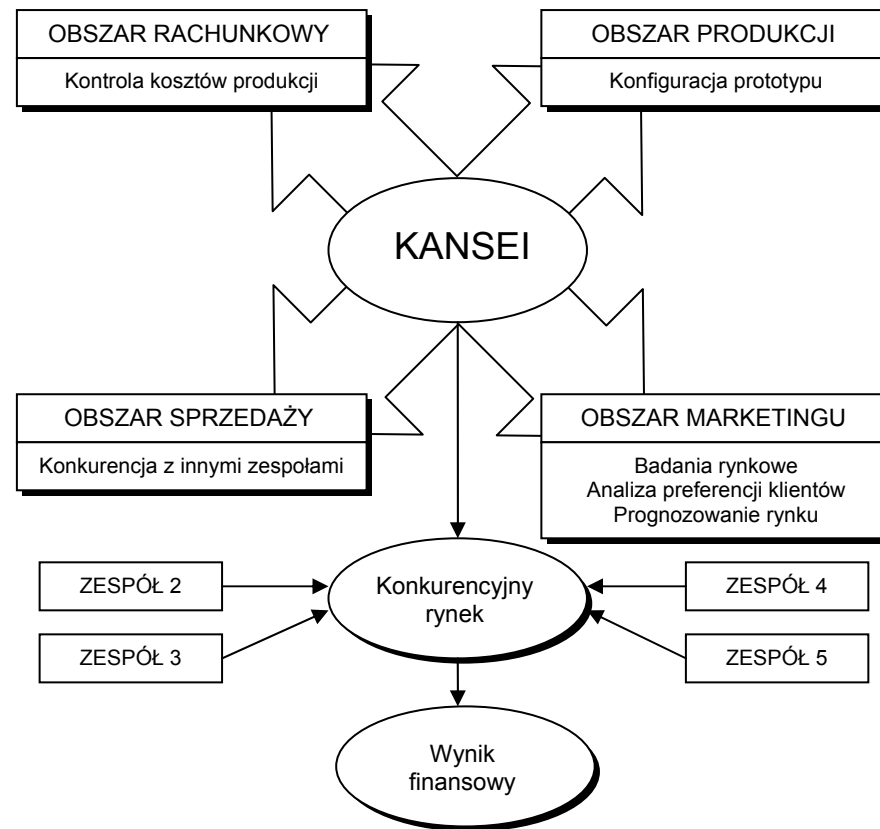 OBSZAR RACHUNKOWY
Kontrola kosztów produkcji
OBSZAR PRODUKCJI
Konfiguracja prototypu
KANSEI
OBSZAR SPRZEDAŻY
Konkurencja z innymi zespołami
OBSZAR MARKETINGU
Badania rynkowe
Analiza preferencji klientów
Prognozowanie rynku
ZESPÓŁ 2
ZESPÓŁ 3
Konkurencyjny
rynek
ZESPÓŁ 4
ZESPÓŁ 5
Wynik
finansowy